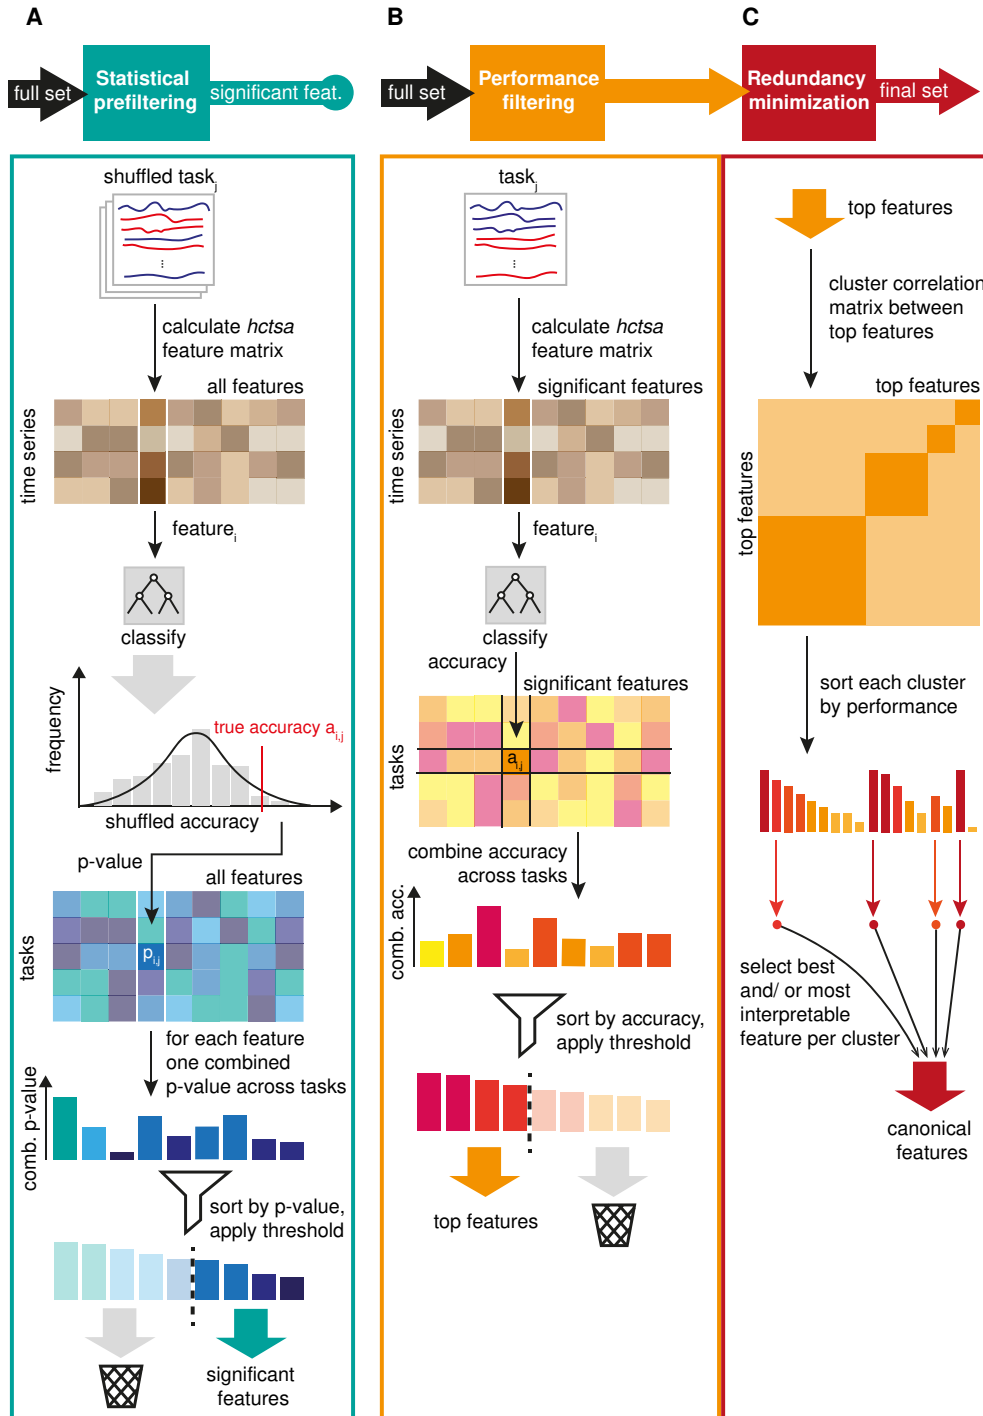 A
full set
Statistical
prefiltering
significant feat.
shuffled task j
⋮
calculate hctsa
feature matrix
all features
time series
feature i
classify
frequency
true accuracy a i,j
shuffled accuracy
p-value
all features
tasks
p i,j
for each feature
one combined
p-value across tasks
comb. p-value
sort by p-value,
apply threshold
significant
features
B
full set
Performance
filtering
task j
⋮
calculate hctsa
feature matrix
significant features
time series
feature i
classify
accuracy
significant features
tasks
a i,j
combine accuracy
across tasks
comb. acc.
sort by accuracy,
apply threshold
top features
C
Redundancy
minimization
final set
top features
cluster correlation
matrix between
top features
top features
top features
sort each cluster
by performance
select best
and/ or most
interpretable
feature per cluster
canonical
features